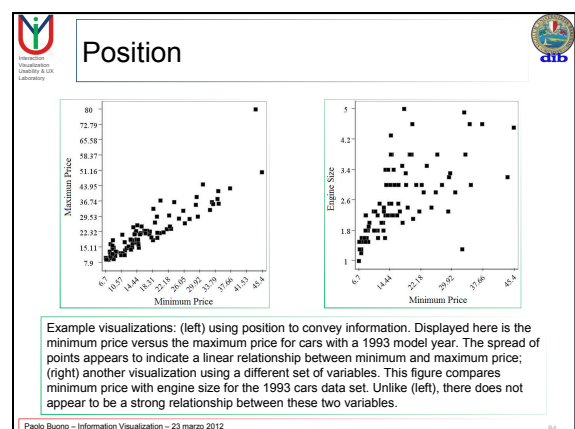 Interaction
Visualization
Usability & UX
Laboratory
Position
dib
80
72.79
65.58
58.37
51.16
43.95
36.74
29.53
22.32
15.11
7.9
Maximum Price
6.7
10.57
14.44
18.31
22.18
26.05
29.92
33.79
37.66
41.53
45.4
Minimum Price
5
4.2
3.4
2.6
1.8
1
Engine Size
6.7
14.44
22.18
29.92
37.66
45.4
Minimum Price
Example visualizations: (left) using position to convey information. Displayed here is the
minimum price versus the maximum price for cars with a 1993 model year. The spread of
points appears to indicate a linear relationship between minimum and maximum price;
(right) another visualization using a different set of variables. This figure compares
minimum price with engine size for the 1993 cars data set. Unlike (left), there does not
appear to be a strong relationship between these two variables.
Paolo Buono – Information Visualization – 23 marzo 2012